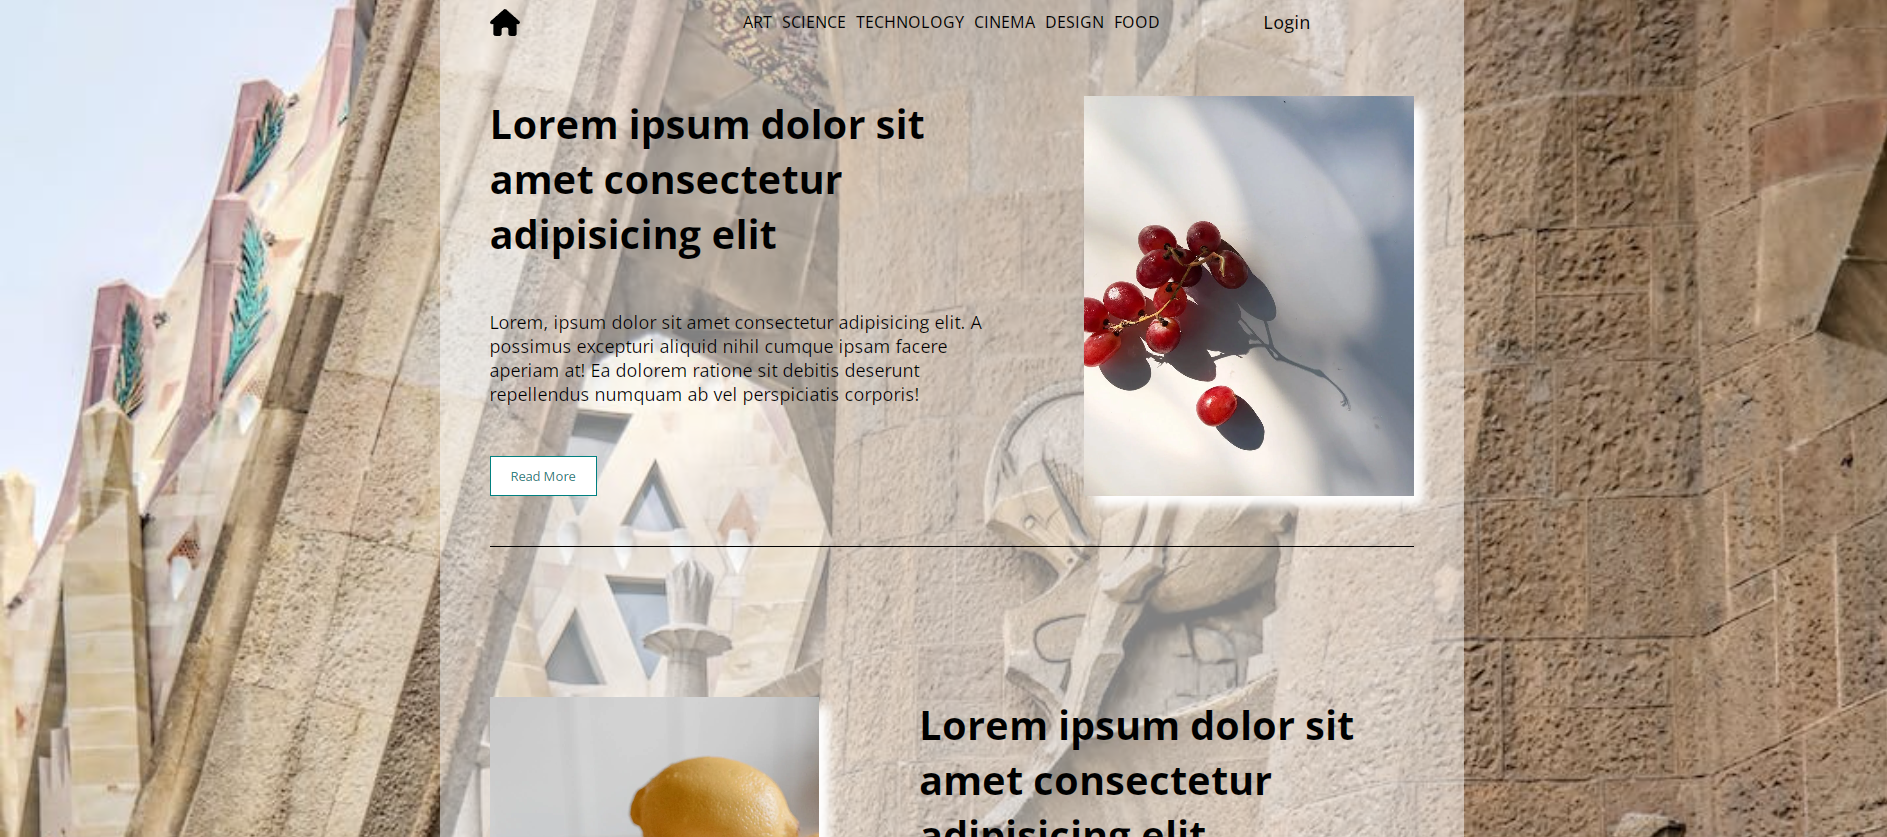 ART SCIENCE TECHNOLOGY CINEMA DESIGN FOOD Login
Lorem ipsum dolor sit
amet consectetur
adipisicing elit
Lorem, ipsum dolor sit amet consectetur adipisicing elit. A
possimus excepturi aliquid nihil cumque ipsam facere
aperiam at! Ea dolorem ratione sit debitis deserunt
repellendus numquam ab vel perspiciatis corporis!
Read More
Lorem ipsum dolor sit
amet consectetur
adipisicing elit